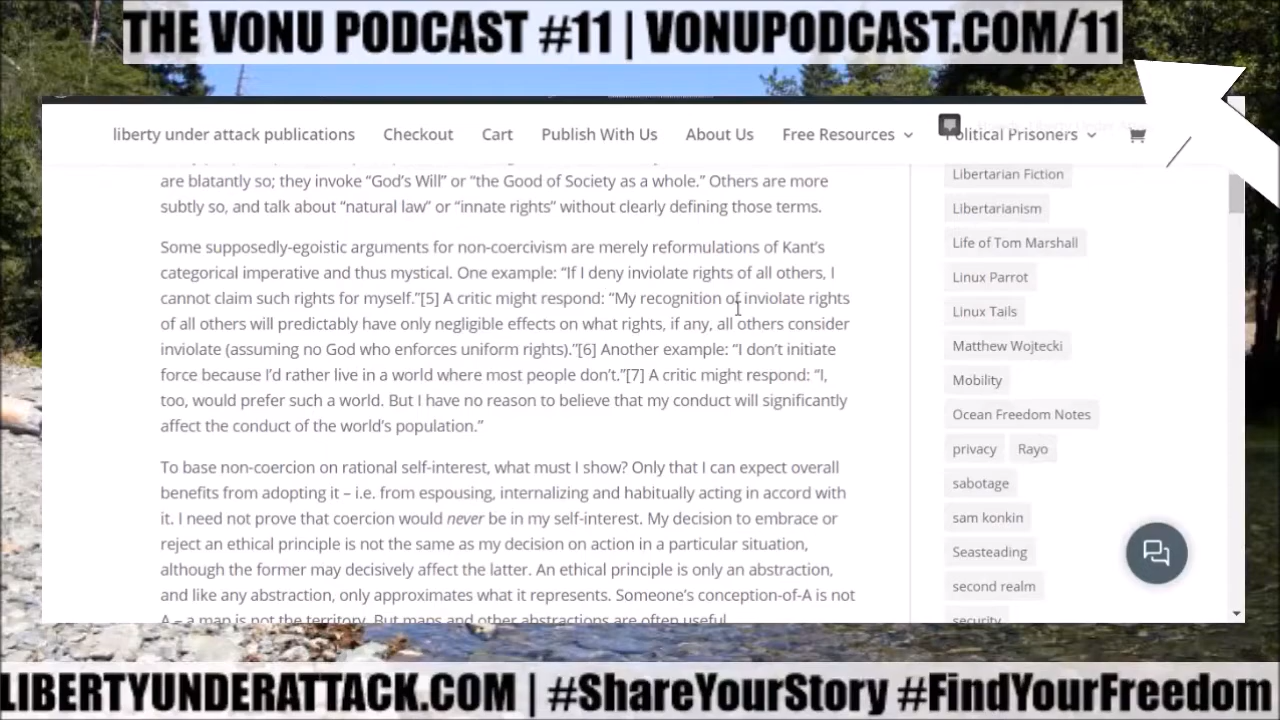 THE VONU PODCAST #11 | VONUPODCAST.COM/11
liberty under attack publications Checkout Cart Publish With Us About Us Free Resources Political Prisoners
are blatantly so; they invoke “God’s Will” or “the Good of Society as a whole.” Others are more
subtly so, and talk about “natural law” or “innate rights” without clearly defining those terms.
Some supposedly-egoistic arguments for non-coercivism are merely reformulations of Kant’s
categorical imperative and thus mystical. One example: “If I deny inviolate rights of all others, I
cannot claim such rights for myself.”[5] A critic might respond: “My recognition of inviolate rights
of all others will predictably have only negligible effects on what rights, if any, all others consider
inviolate (assuming no God who enforces uniform rights).”[6] Another example: “I don’t initiate
force because I’d rather live in a world where most people don’t.”[7] A critic might respond: “I,
too, would prefer such a world. But I have no reason to believe that my conduct will significantly
affect the conduct of the world’s population.”
To base non-coercion on rational self-interest, what must I show? Only that I can expect overall
benefits from adopting it – i.e. from espousing, internalizing and habitually acting in accord with
it. I need not prove that coercion would never be in my self-interest. My decision to embrace or
reject an ethical principle is not the same as my decision on action in a particular situation,
although the former may decisively affect the latter. An ethical principle is only an abstraction,
and like any abstraction, only approximates what it represents. Someone’s conception-of-A is not
A – a map is not the territory. But maps and other abstractions are often useful.
Libertarian Fiction
Libertarianism
Life of Tom Marshall
Linux Parrot
Linux Tails
Matthew Wojtecki
Mobility
Ocean Freedom Notes
privacy Rayo
sabotage
sam konkin
Seasteading
second realm
security
LIBERTYUNDERATTACK.COM | #ShareYourStory #FindYourFreedom